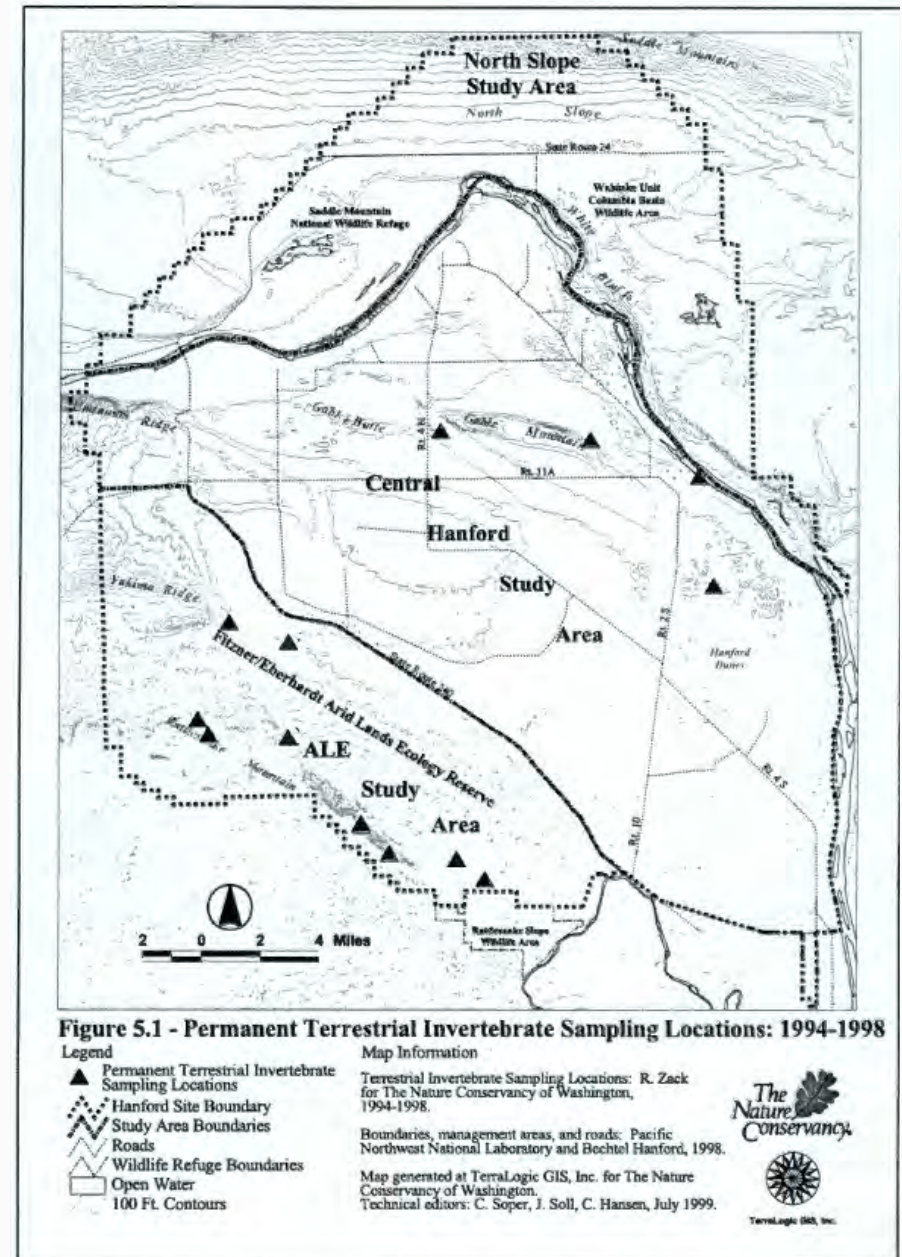 North Slope
Study Area
Saddle Mountains
North Slope
State Route 24
Saddle Mountain
National Wildlife Refuge
Wahluke Unit
Columbia Basin
Wildlife Area
White
Bluffs
Ridge
Gable Butte
Rt. 4N
Gable Mountain
Rt. 11A
Central
Hanford
Study
Area
Yakima Ridge
Rt. 2S
Hanford
Dunes
Fitzner/Eberhardt Arid Lands Ecology Reserve
State Route 240
ALE
Study
Area
Mountain
Rt. 4S
Rt. 10
Rattlesnake Slope
Wildlife Area
2 0 2 4 Miles
Figure 5.1 - Permanent Terrestrial Invertebrate Sampling Locations: 1994-1998
Legend
Permanent Terrestrial Invertebrate
Sampling Locations
Hanford Site Boundary
Study Area Boundaries
Roads
Wildlife Refuge Boundaries
Open Water
100 Ft. Contours
Map Information
Terrestrial Invertebrate Sampling Locations: R. Zack
for The Nature Conservancy of Washington,
1994-1998.
Boundaries, management areas, and roads: Pacific
Northwest National Laboratory and Bechtel Hanford, 1998.
Map generated at TerraLogic GIS, Inc. for The Nature
Conservancy of Washington.
Technical editors: C. Soper, J. Soll, C. Hansen, July 1999.
The
Nature
Conservancy.
TerraLogic GIS, Inc.